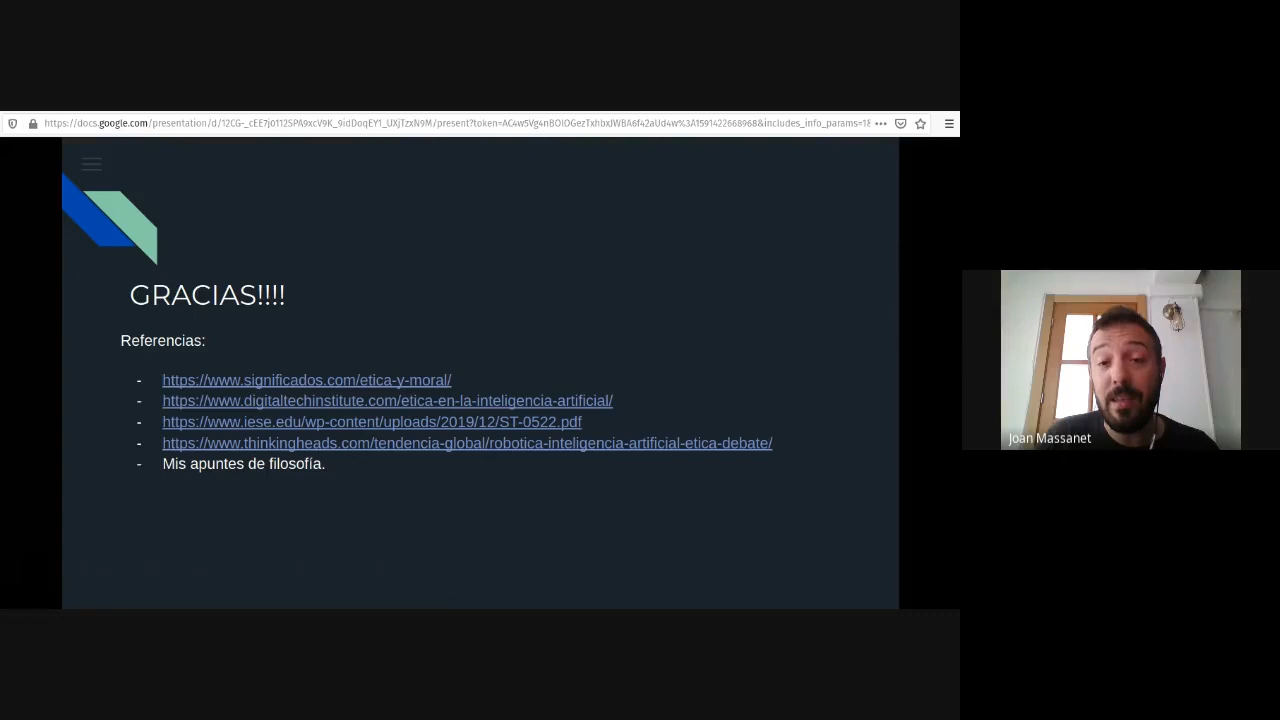 GRACIAS!!!!
Referencias:
- https://www.significados.com/etica-y-moral/
- https://www.digitaltechinstitute.com/etica-en-la-inteligencia-artificial/
- https://www.iese.edu/wp-content/uploads/2019/12/ST-0522.pdf
- https://www.thinkingheads.com/tendencia-global/robotica-inteligencia-artificial-etica-debate/
- Mis apuntes de filosofía.
Joan Massanet